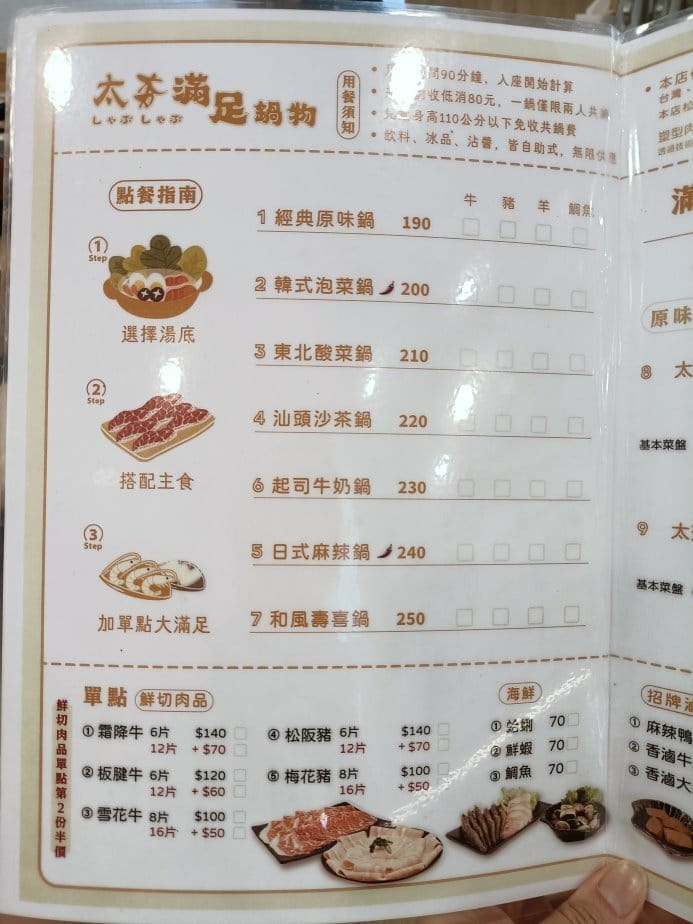 太夯滿足鍋物
しゃぶしゃぶ
用餐須知
間90分鐘，入座開始計算
收低消80元，一鍋僅限兩人共
身高110公分以下免收共鍋費
• 飲料、冰品、沾醬，皆自助式，無限供應
• 本店
台灣、
本店
塑型
點餐指南
1 Step
選擇湯底
2 Step
搭配主食
3 Step
加單點大滿足
牛 豬 羊 鯛魚
1 經典原味鍋 190
2 韓式泡菜鍋 200
3 東北酸菜鍋 210
4 汕頭沙茶鍋 220
6 起司牛奶鍋 230
5 日式麻辣鍋 240
7 和風壽喜鍋 250
滿
原味
8 太
基本菜盤
9 太
基本菜盤
鮮切肉品單點第2份半價
單點 鮮切肉品
① 霜降牛 6片 $140
12片 + $70
② 板腱牛 6片 $120
12片 + $60
③ 雪花牛 8片 $100
16片 + $50
④ 松阪豬 6片 $140
12片 + $70
⑤ 梅花豬 8片 $100
16片 + $50
海鮮
① 蛤蜊 70
② 鮮蝦 70
③ 鯛魚 70
招牌滷
① 麻辣鴨
② 香滷牛
③ 香滷大